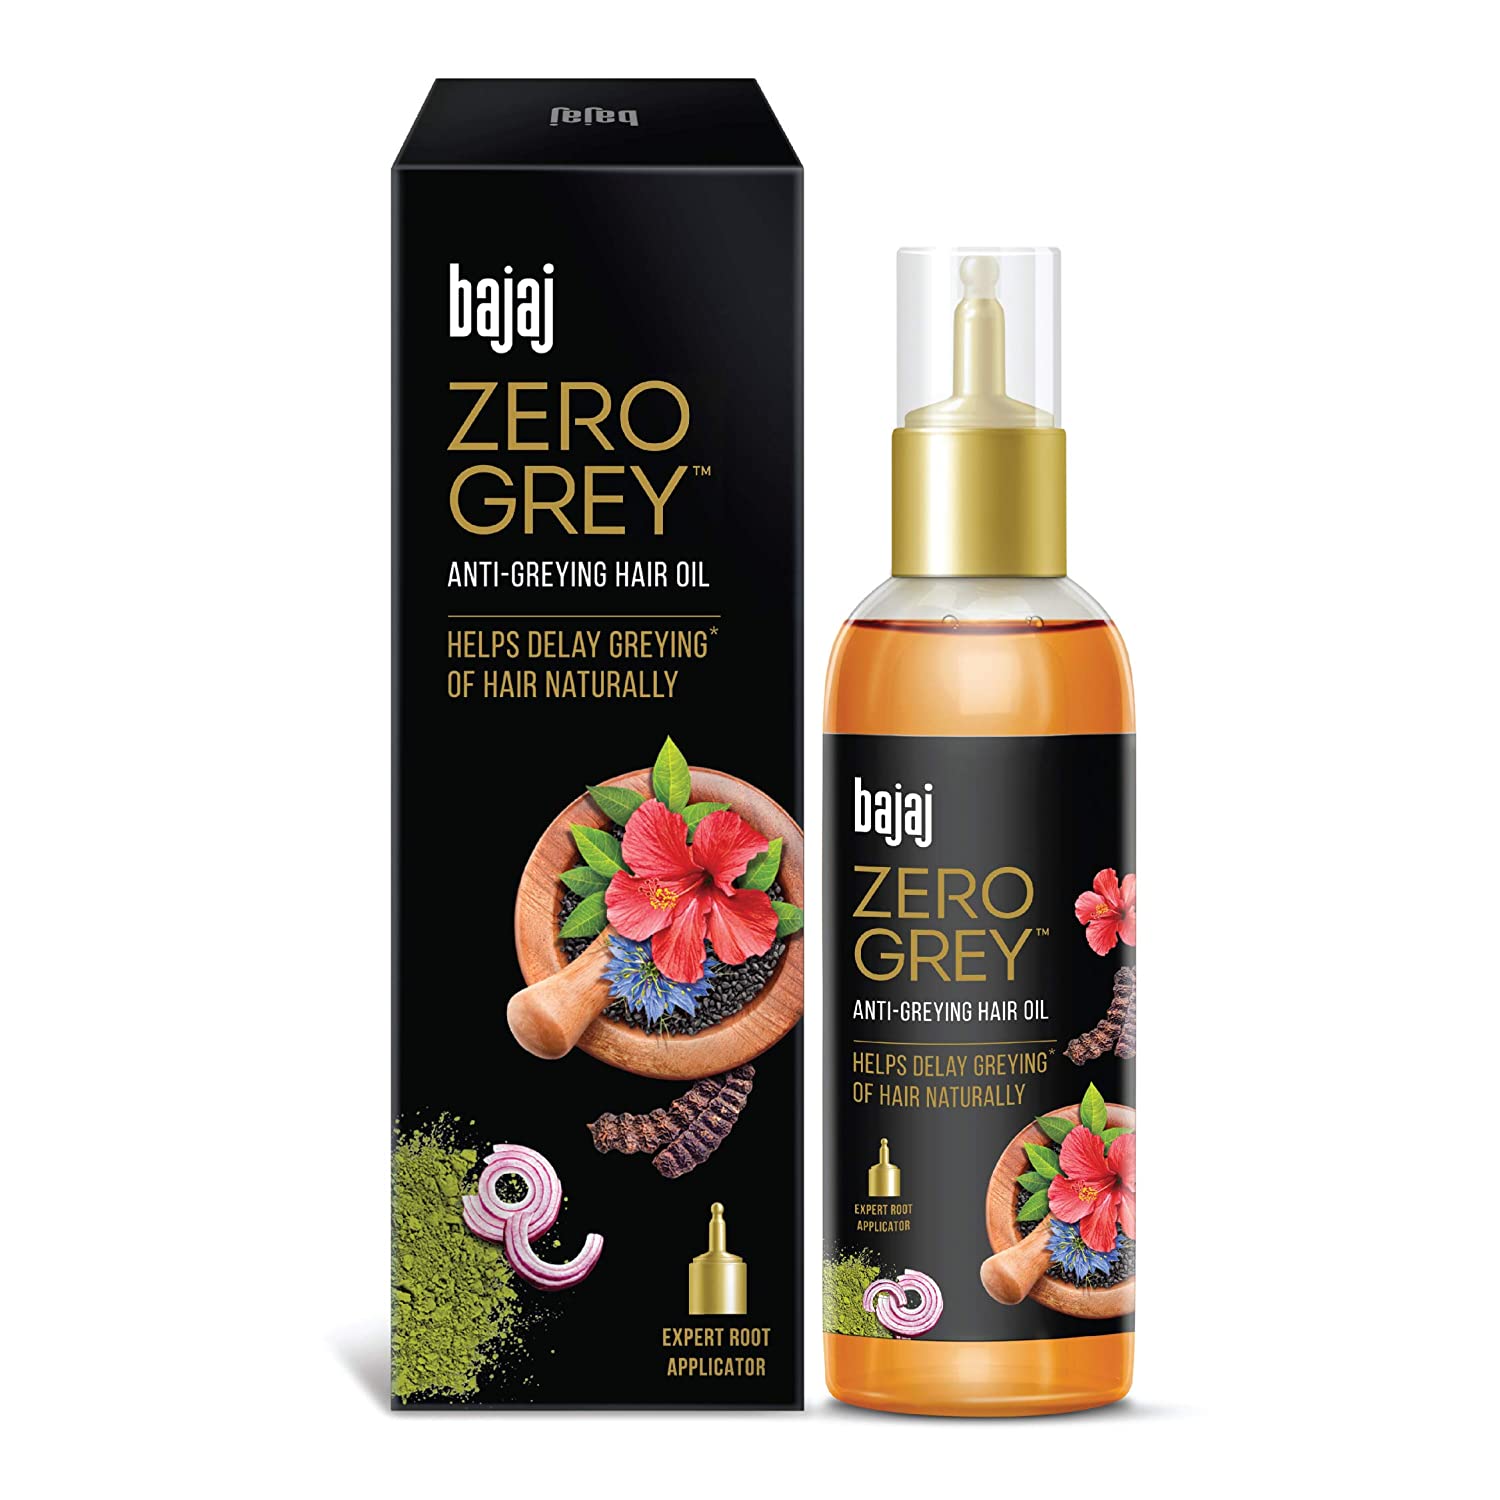 bajaj
bajaj
ZERO
GREY™
ANTI-GREYING HAIR OIL
HELPS DELAY GREYING*
OF HAIR NATURALLY
EXPERT ROOT
APPLICATOR
bajaj
ZERO
GREY™
ANTI-GREYING HAIR OIL
HELPS DELAY GREYING*
OF HAIR NATURALLY
EXPERT ROOT
APPLICATOR